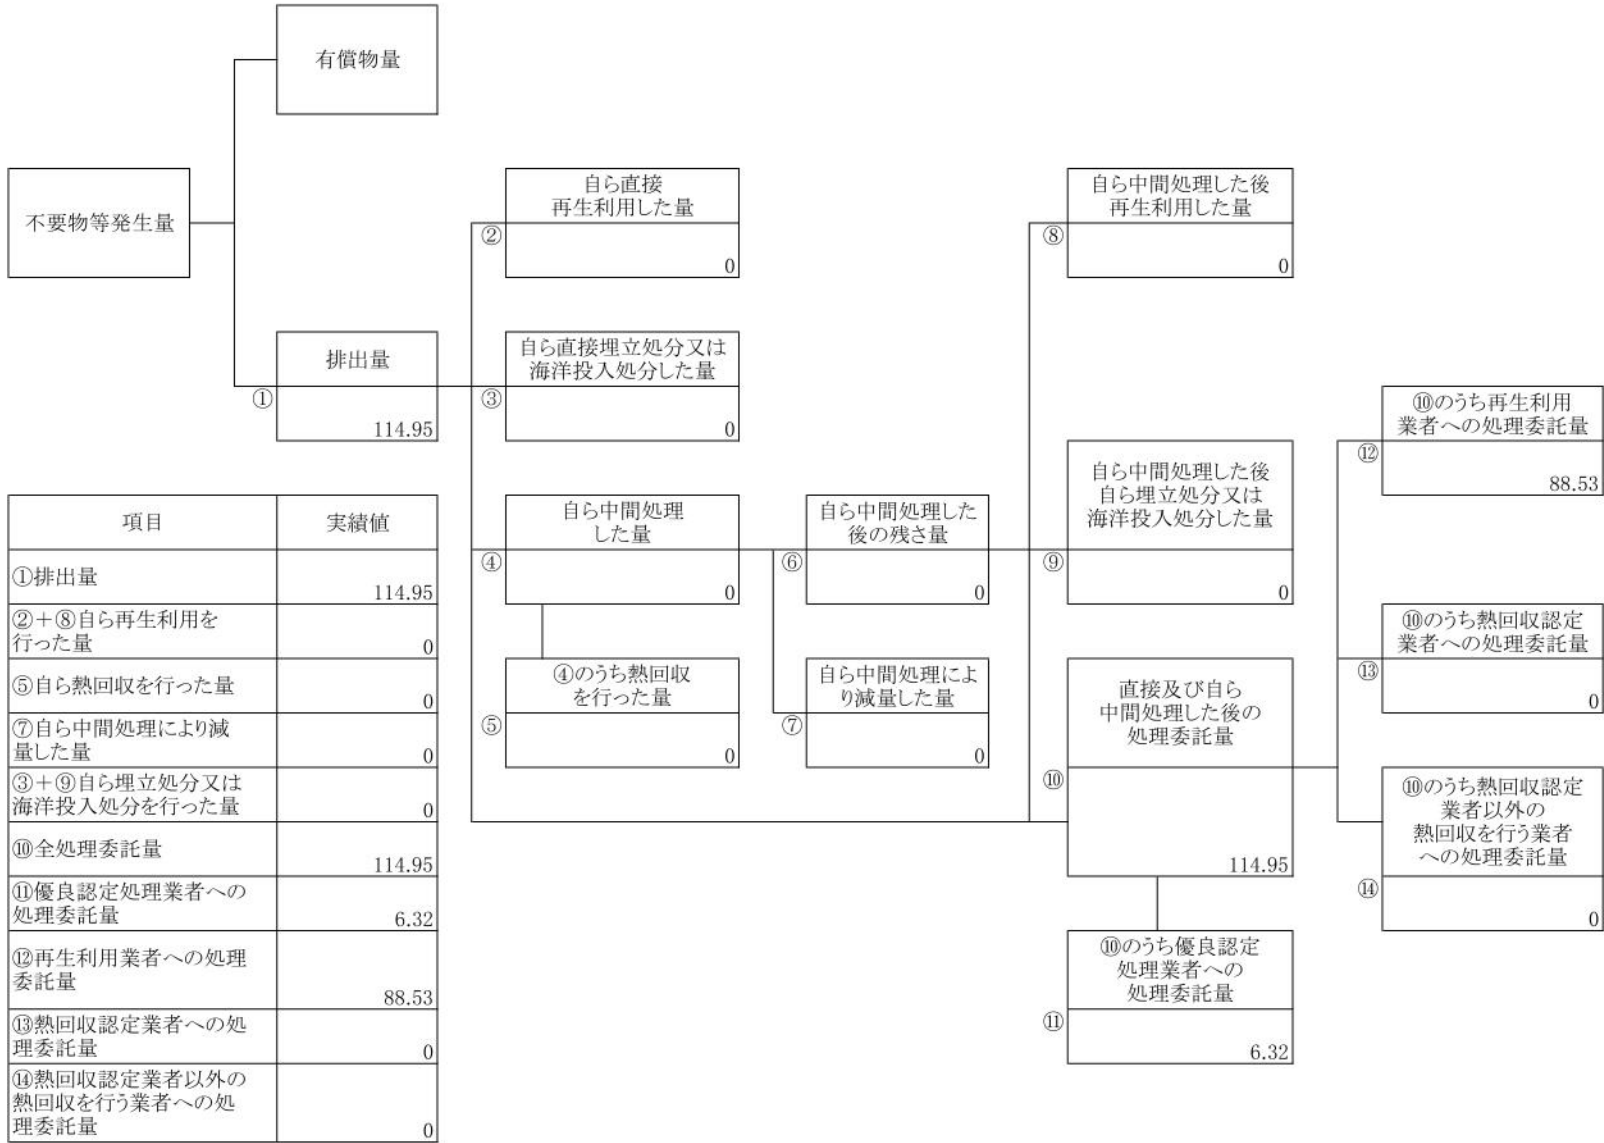 有償物量
不要物等発生量
自ら直接
再生利用した量
②
0
自ら中間処理した後
再生利用した量
⑧
0
排出量
①
114.95
自ら直接埋立処分又は
海洋投入処分した量
③
0
⑩のうち再生利用
業者への処理委託量
⑫
88.53
自ら中間処理
した量
④
0
自ら中間処理した
後の残さ量
⑥
0
自ら中間処理した後
自ら埋立処分又は
海洋投入処分した量
⑨
0
④のうち熱回収
を行った量
⑤
0
自ら中間処理によ
り減量した量
⑦
0
直接及び自ら
中間処理した後の
処理委託量
⑩
114.95
⑩のうち熱回収認定
業者への処理委託量
⑬
0
⑩のうち熱回収認定
業者以外の
熱回収を行う業者
への処理委託量
⑭
0
⑩のうち優良認定
処理業者への
処理委託量
⑪
6.32
項目
実績値
①排出量
114.95
②+⑧自ら再生利用を
行った量
0
⑤自ら熱回収を行った量
0
⑦自ら中間処理により減
量した量
0
③+⑨自ら埋立処分又は
海洋投入処分を行った量
0
⑩全処理委託量
114.95
⑪優良認定処理業者への
処理委託量
6.32
⑫再生利用業者への処理
委託量
88.53
⑬熱回収認定業者への処
理委託量
0
⑭熱回収認定業者以外の
熱回収を行う業者への処
理委託量
0